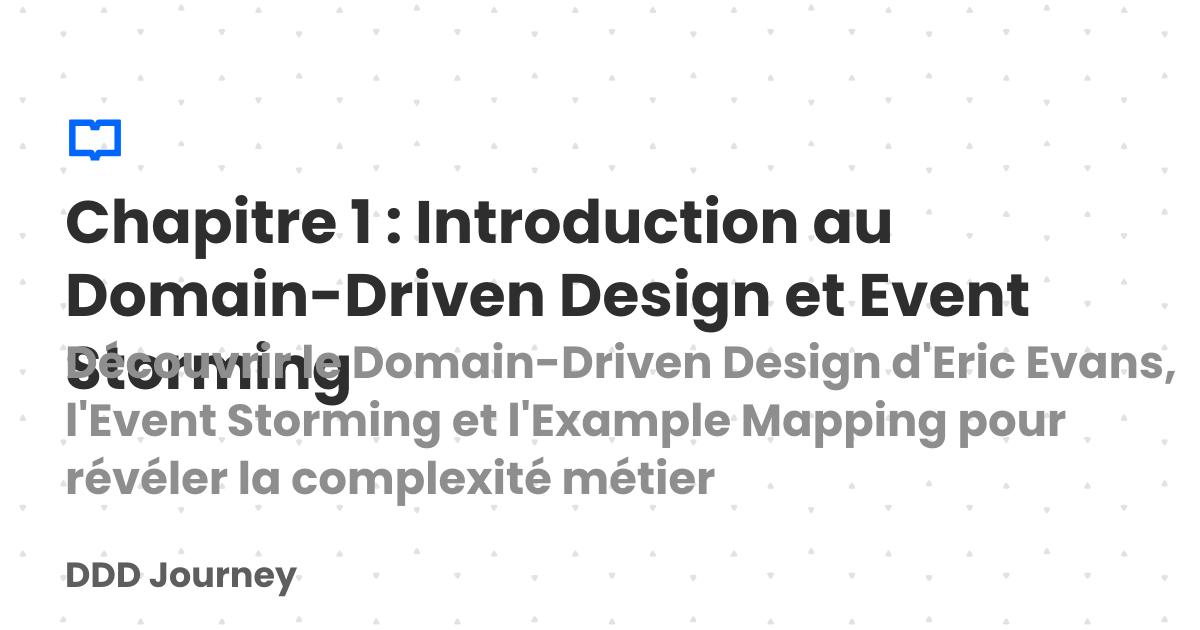 Chapitre 1 : Introduction au
Domain-Driven Design et Event
Storming
Découvrir le Domain-Driven Design d'Eric Evans,
l'Event Storming et l'Example Mapping pour
révéler la complexité métier
DDD Journey